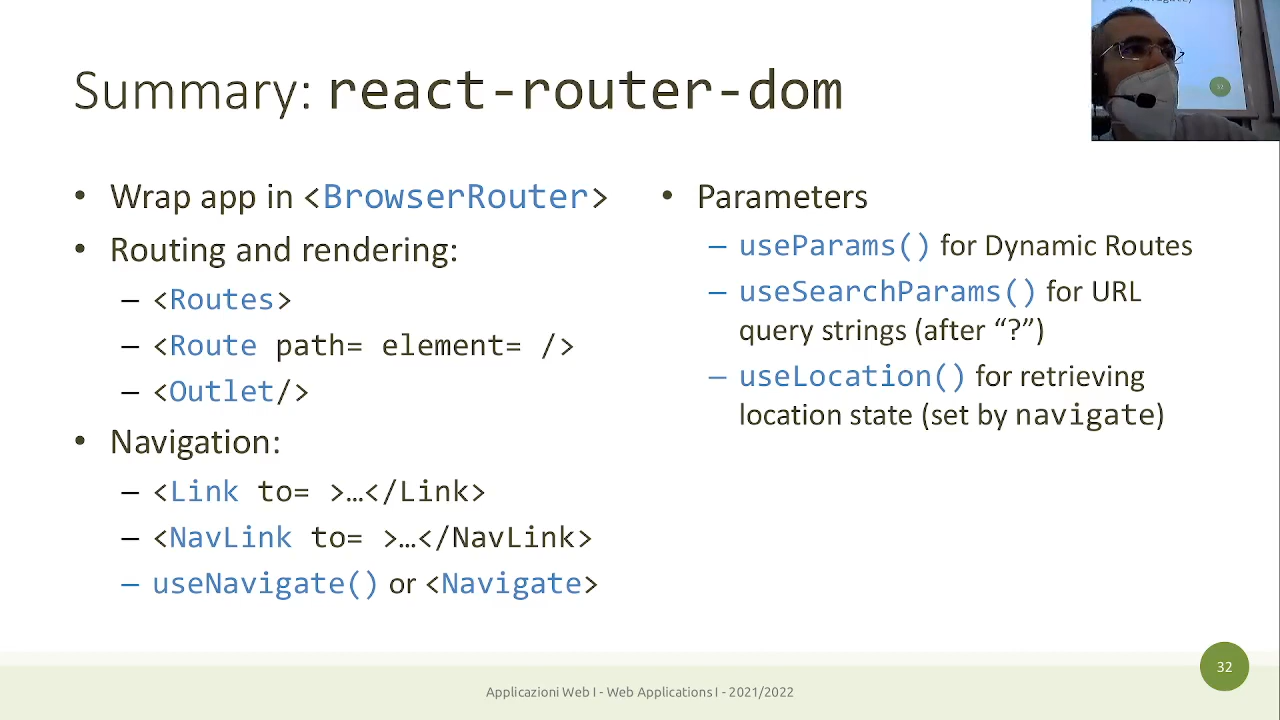 Summary: react-router-dom
• Wrap app in <BrowserRouter>
• Routing and rendering:
– <Routes>
– <Route path= element= />
– <Outlet/>
• Navigation:
– <Link to= >…</Link>
– <NavLink to= >…</NavLink>
– useNavigate() or <Navigate>
• Parameters
– useParams() for Dynamic Routes
– useSearchParams() for URL
query strings (after “?”)
– useLocation() for retrieving
location state (set by navigate)
Applicazioni Web I - Web Applications I - 2021/2022
32